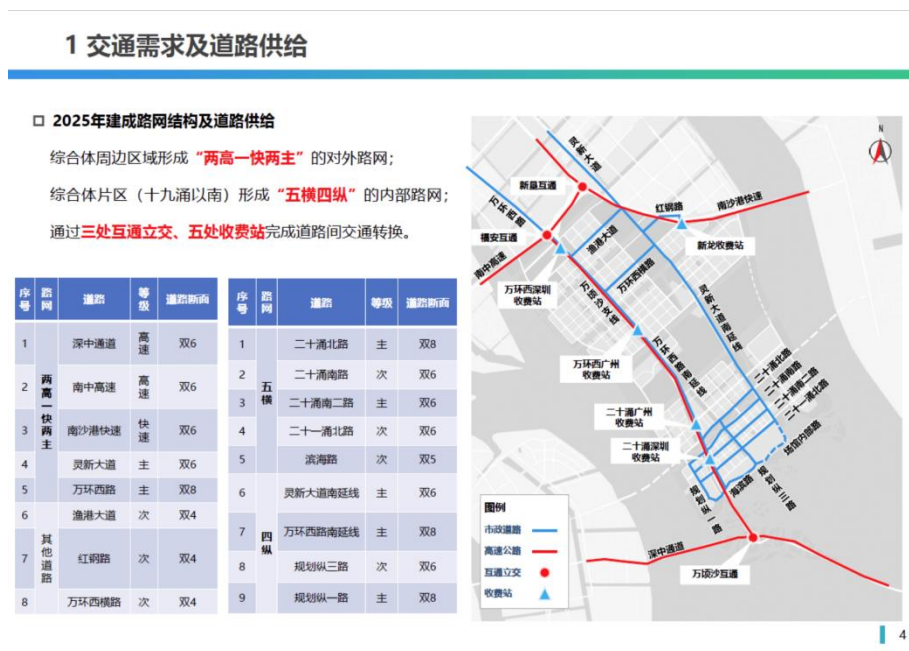 1 交通需求及道路供给
2025年建成路网结构及道路供给
综合体周边区域形成“两高一快两主”的对外路网；
综合体片区（十九涌以南）形成“五横四纵”的内部路网；
通过三处互通立交、五处收费站完成道路间交通转换。
序号 路网 道路 等级 道路断面
1 两高一快两主 深中通道 高速 双6
2 南中高速 高速 双6
3 南沙港快速 快速 双6
4 灵新大道 主 双6
5 万环西路 主 双8
6 其他道路 渔港大道 次 双4
7 红钢路 次 双4
8 万环西横路 次 双4
序号 路网 道路 等级 道路断面
1 五横 二十涌北路 主 双8
2 二十涌南路 次 双6
3 二十涌南二路 主 双6
4 二十一涌北路 次 双6
5 滨海路 次 双5
6 四纵 灵新大道南延线 主 双6
7 万环西路南延线 主 双8
8 规划纵三路 次 双6
9 规划纵一路 主 双8
N
灵新大道
新垦互通
万环西路
红钢路
南沙港快速
福安互通
渔港大道
新龙收费站
南中高速
万环西横路
万环西深圳
收费站
万顷沙支线
灵新大道南延线
万环西路南延线
万环西广州
收费站
二十涌北路
二十涌南路
二十涌南二路
二十一涌北路
二十涌广州
收费站
场馆内部路
二十涌深圳
收费站
规划纵一路
海滨路
规划纵三路
图例
市政道路
高速公路
互通立交
收费站
深中通道
万顷沙互通
4